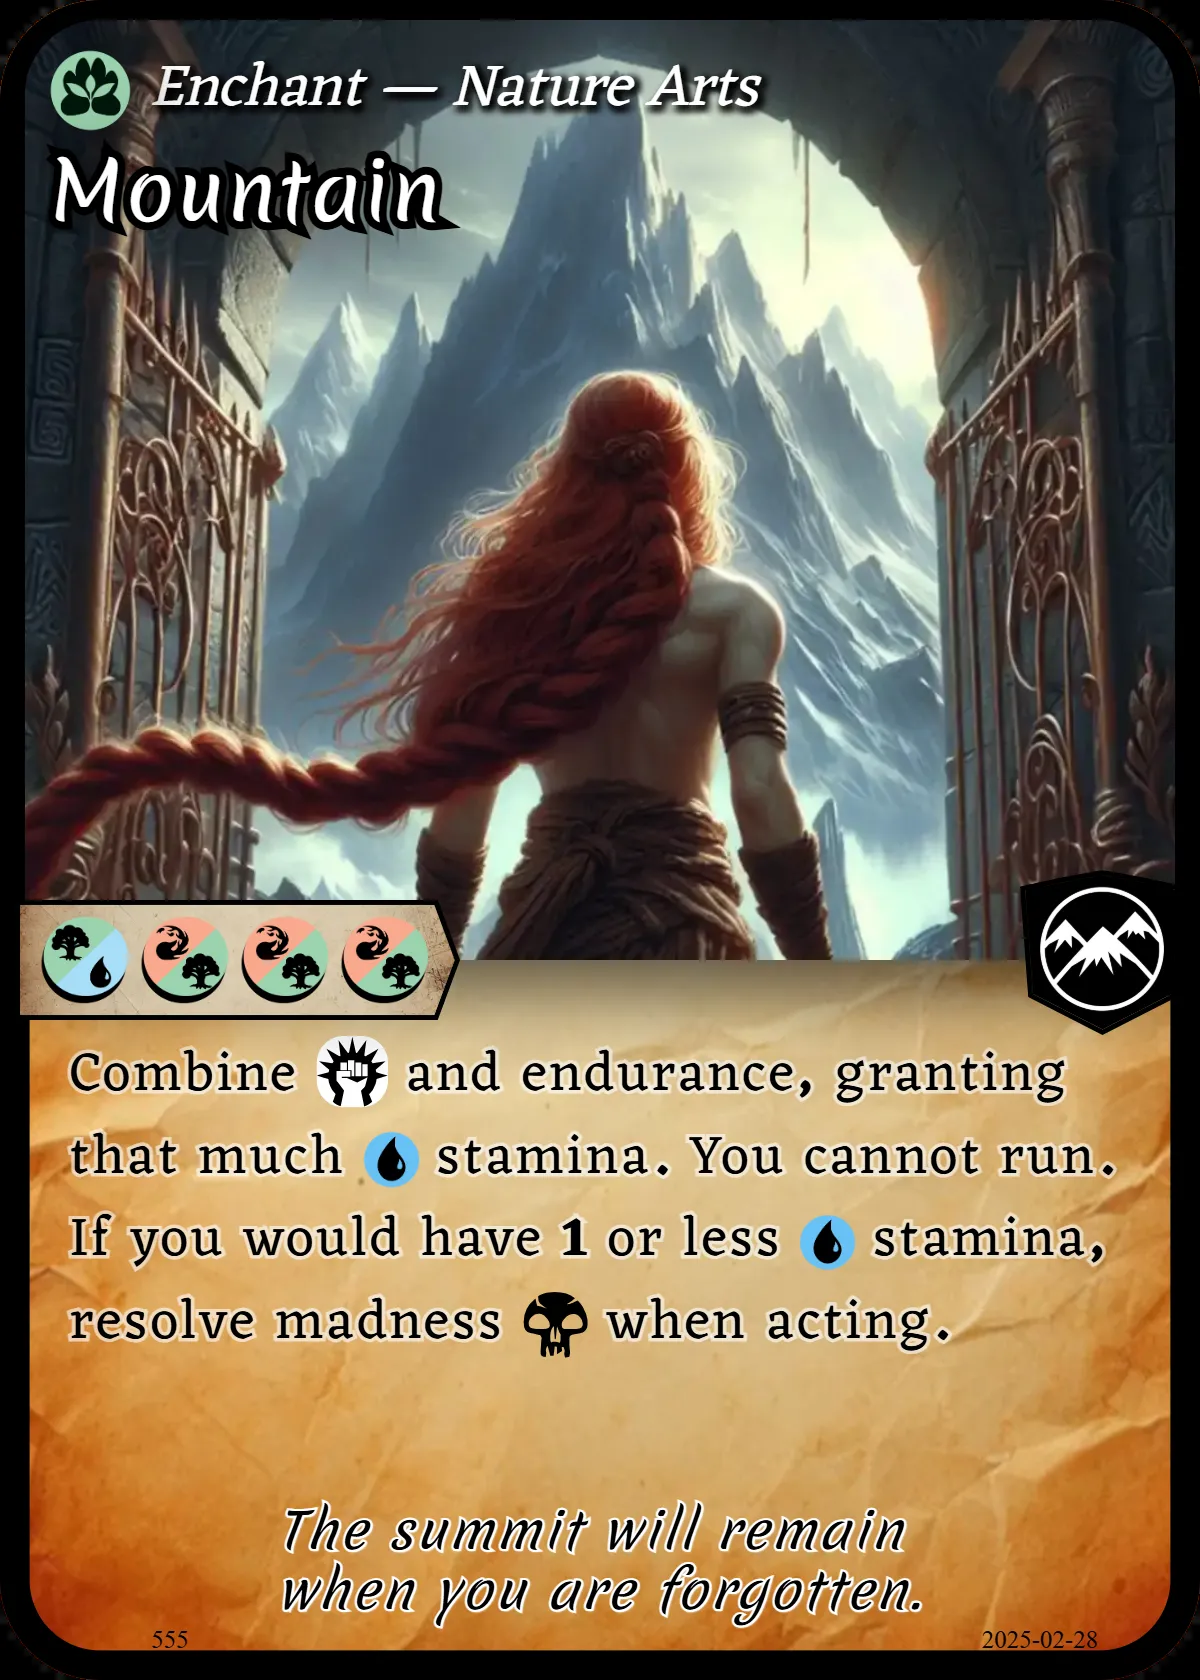 Enchant — Nature Arts
Mountain
Combine and endurance, granting
that much stamina. You cannot run.
If you would have 1 or less stamina,
resolve madness when acting.
The summit will remain
when you are forgotten.
555
2025-02-28